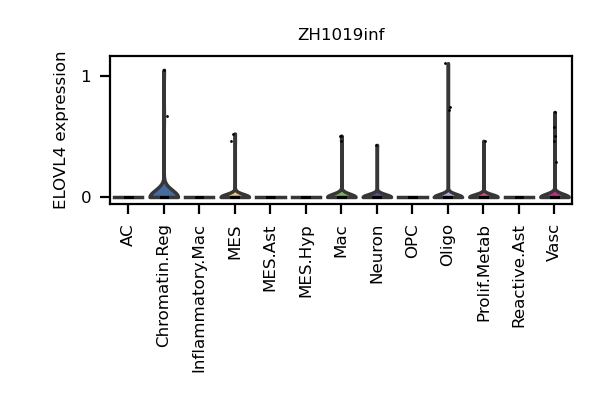 ZH1019inf
ELOVL4 expression
1
0
AC
Chromatin.Reg
Inflammatory.Mac
MES
MES.Ast
MES.Hyp
Mac
Neuron
OPC
Oligo
Prolif.Metab
Reactive.Ast
Vasc